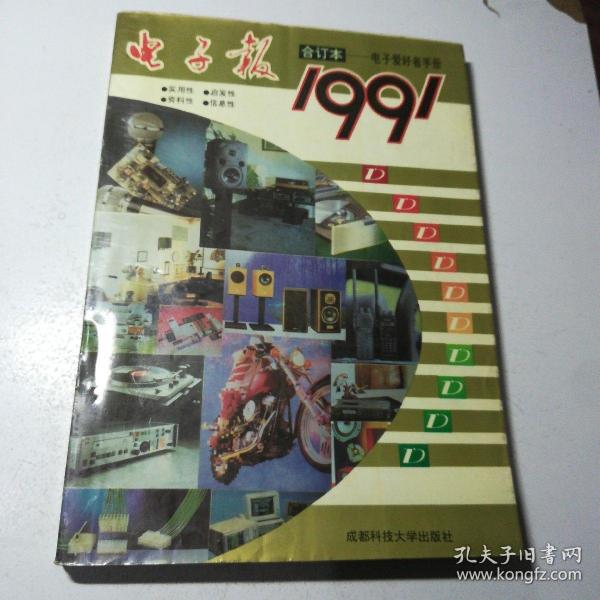 电子报
合订本——电子爱好者手册
1991
●实用性 ●启发性
●资料性 ●信息性
D
D
D
D
D
D
D
D
D
D
成都科技大学出版社
孔夫子旧书网
www.kongfz.com